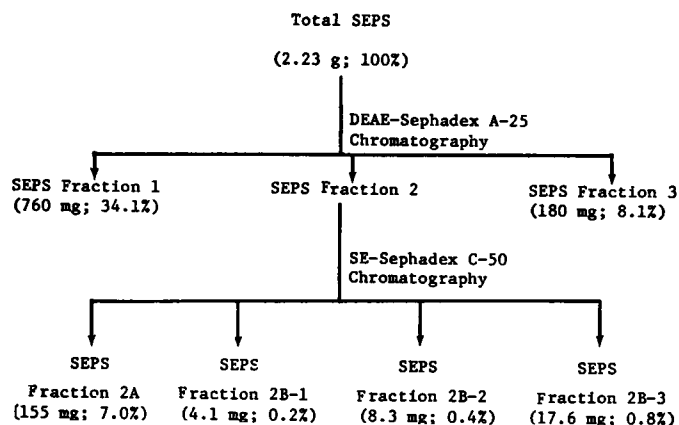 Total SEPS
(2.23 g; 100%)
DEAE-Sephadex A-25
Chromatography
SEPS Fraction 1
(760 mg; 34.1%)
SEPS Fraction 2
SEPS Fraction 3
(180 mg; 8.1%)
SE-Sephadex C-50
Chromatography
SEPS
Fraction 2A
(155 mg; 7.0%)
SEPS
Fraction 2B-1
(4.1 mg; 0.2%)
SEPS
Fraction 2B-2
(8.3 mg; 0.4%)
SEPS
Fraction 2B-3
(17.6 mg; 0.8%)